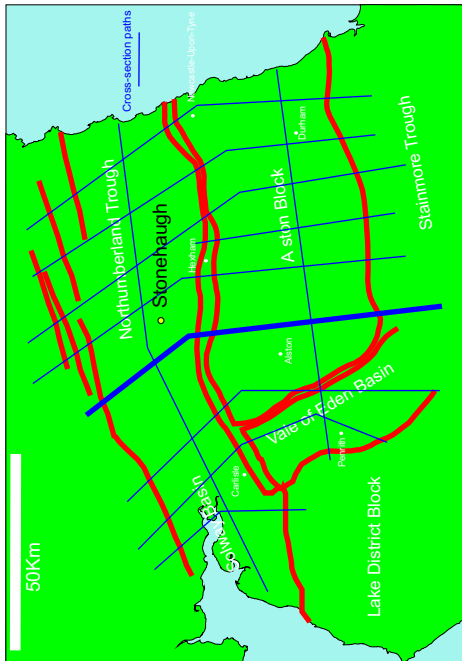 50Km
Cross-section paths
Northumberland Trough
Newcastle-Upon-Tyne
Stonehaugh
Hexham
Durham
Alston Block
Stainmore Trough
Alston
Solway Basin
Carlisle
Vale of Eden Basin
Penrith
Lake District Block